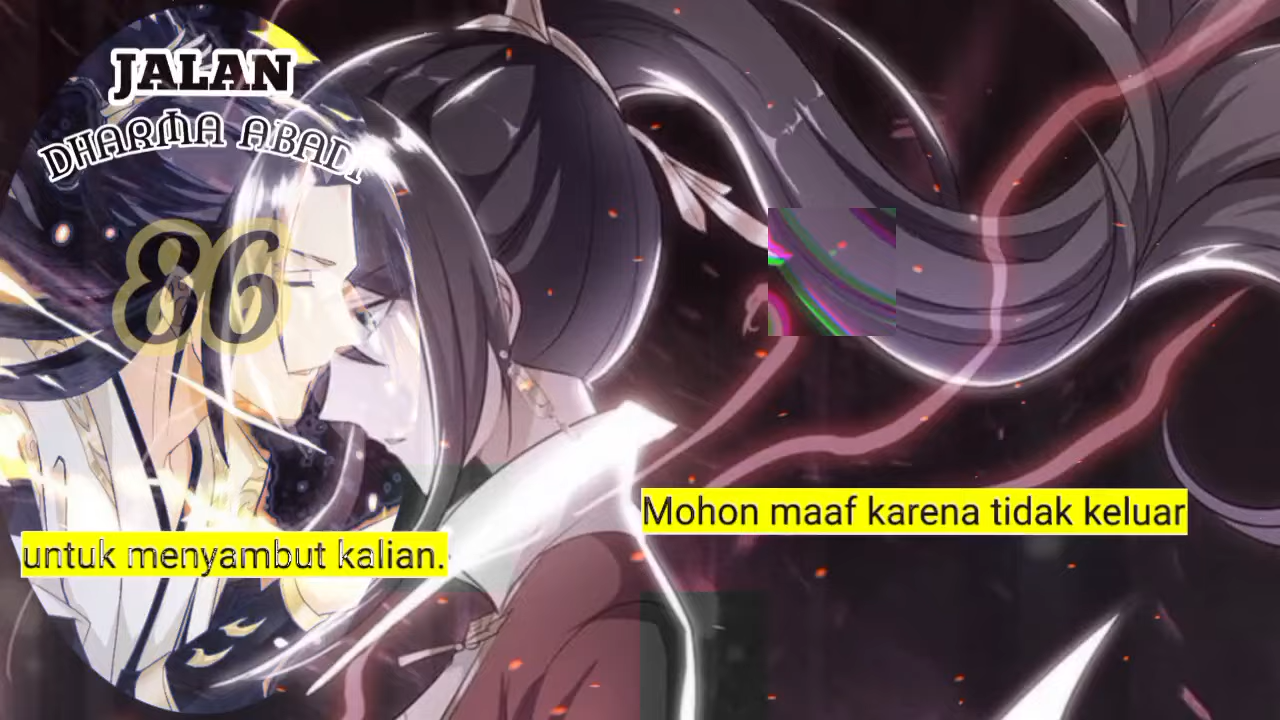 JALAN
DHARMA ABADI
86
Mohon maaf karena tidak keluar
untuk menyambut kalian.